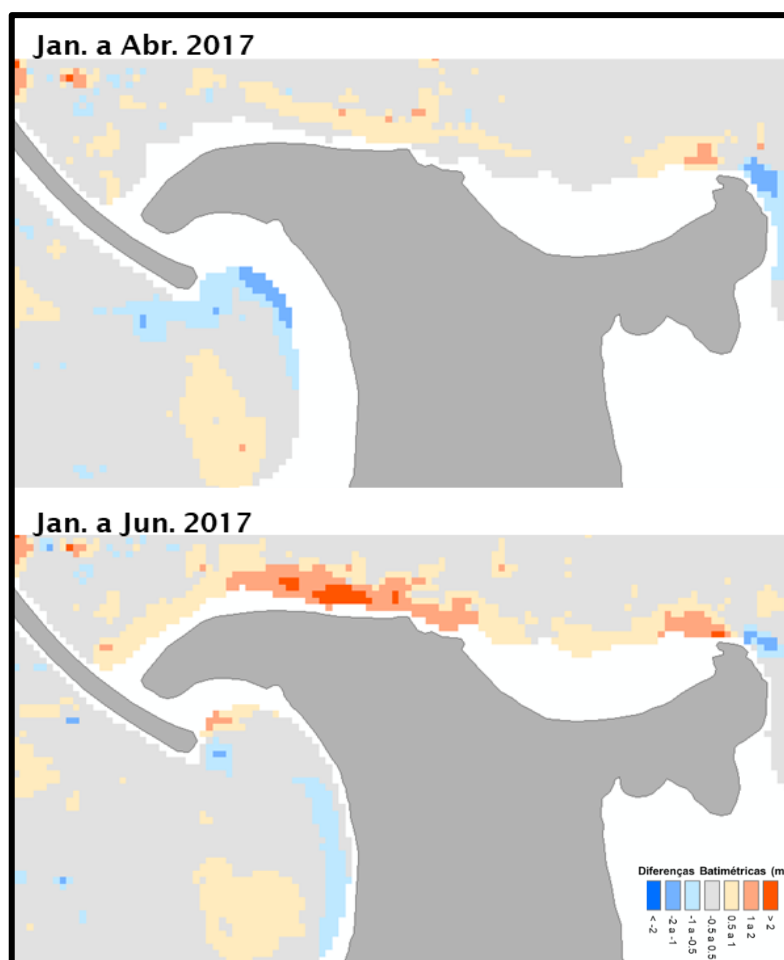 Jan. a Abr. 2017
Jan. a Jun. 2017
Diferenças Batimétricas (m
< -2
-2 a -1
-1 a -0.5
-0.5 a 0.5
0.5 a 1
1 a 2
> 2